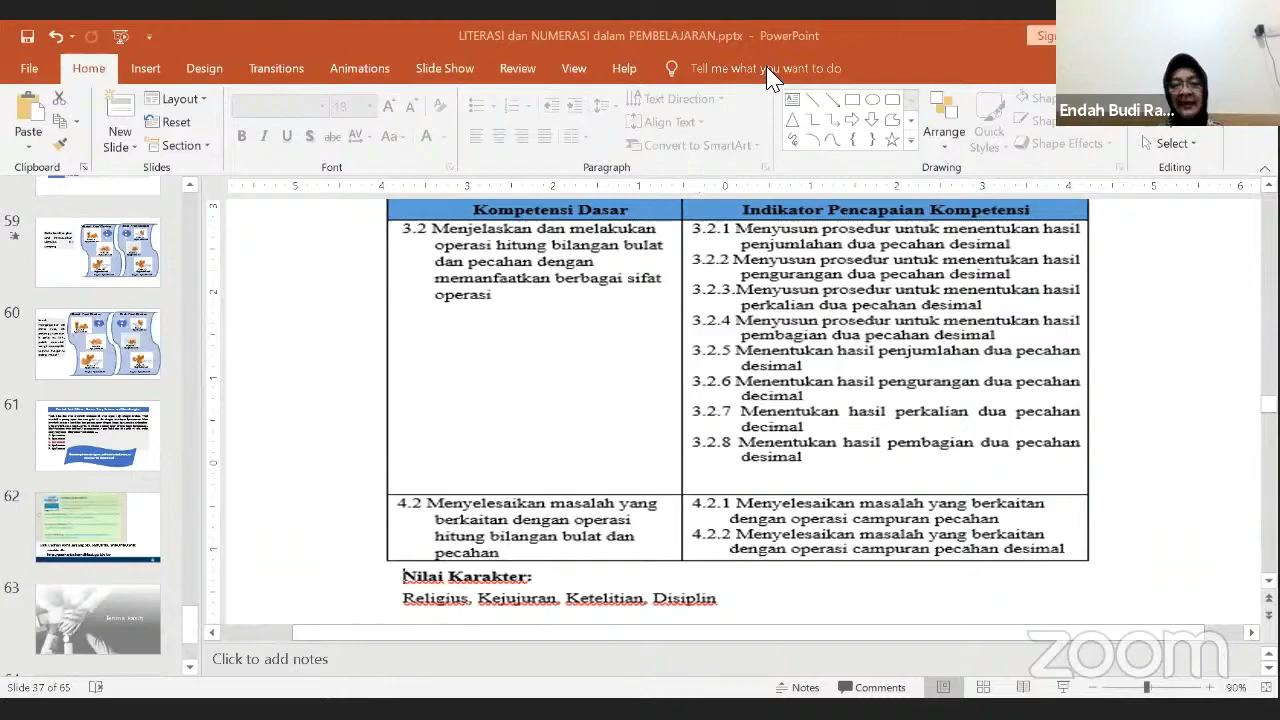 LITERASI dan NUMERASI dalam PEMBELAJARAN.pptx - PowerPoint
File Home Insert Design Transitions Animations Slide Show Review View Help Tell me what you want to do
Endah Budi Ra...
Paste
New Slide
Layout
Reset
Section
18
Text Direction
Align Text
Convert to SmartArt
Arrange
Quick Styles
Shape Effects
Select
Clipboard Slides Font Paragraph Drawing Editing
59
60
61
62
63
Kompetensi Dasar
3.2 Menjelaskan dan melakukan
operasi hitung bilangan bulat
dan pecahan dengan
memanfaatkan berbagai sifat
operasi
Indikator Pencapaian Kompetensi
3.2.1 Menyusun prosedur untuk menentukan hasil
penjumlahan dua pecahan desimal
3.2.2 Menyusun prosedur untuk menentukan hasil
pengurangan dua pecahan desimal
3.2.3.Menyusun prosedur untuk menentukan hasil
perkalian dua pecahan desimal
3.2.4 Menyusun prosedur untuk menentukan hasil
pembagian dua pecahan desimal
3.2.5 Menentukan hasil penjumlahan dua pecahan
desimal
3.2.6 Menentukan hasil pengurangan dua pecahan
decimal
3.2.7 Menentukan hasil perkalian dua pecahan
decimal
3.2.8 Menentukan hasil pembagian dua pecahan
desimal
4.2 Menyelesaikan masalah yang
berkaitan dengan operasi
hitung bilangan bulat dan
pecahan
4.2.1 Menyelesaikan masalah yang berkaitan
dengan operasi campuran pecahan
4.2.2 Menyelesaikan masalah yang berkaitan
dengan operasi campuran pecahan desimal
Nilai Karakter:
Religius, Kejujuran, Ketelitian, Disiplin
zoom
Click to add notes
Slide 37 of 65
Notes Comments 90%